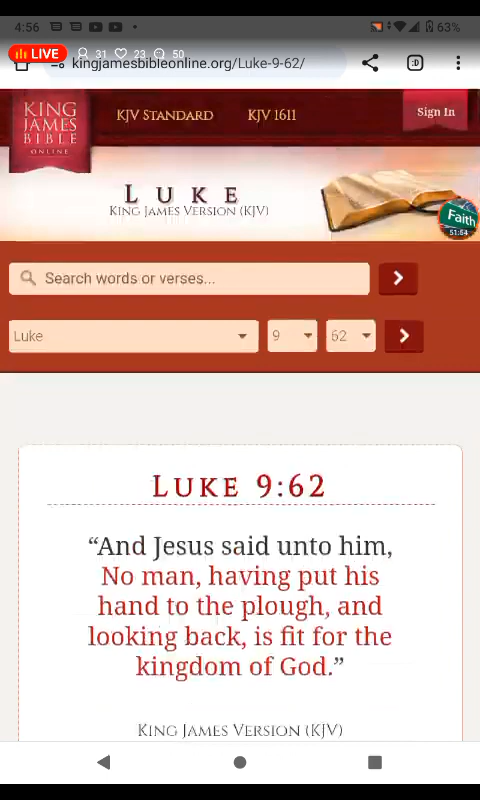 4:56
63%
LIVE 31 23 50
kingjamesbibleonline.org/Luke-9-62/
:D
KING
JAMES
BIBLE
ONLINE
KJV STANDARD
KJV 1611
Sign In
LUKE
KING JAMES VERSION (KJV)
Faith
51:54
Search words or verses...
Luke
9
62
LUKE 9:62
“And Jesus said unto him,
No man, having put his
hand to the plough, and
looking back, is fit for the
kingdom of God.”
KING JAMES VERSION (KJV)